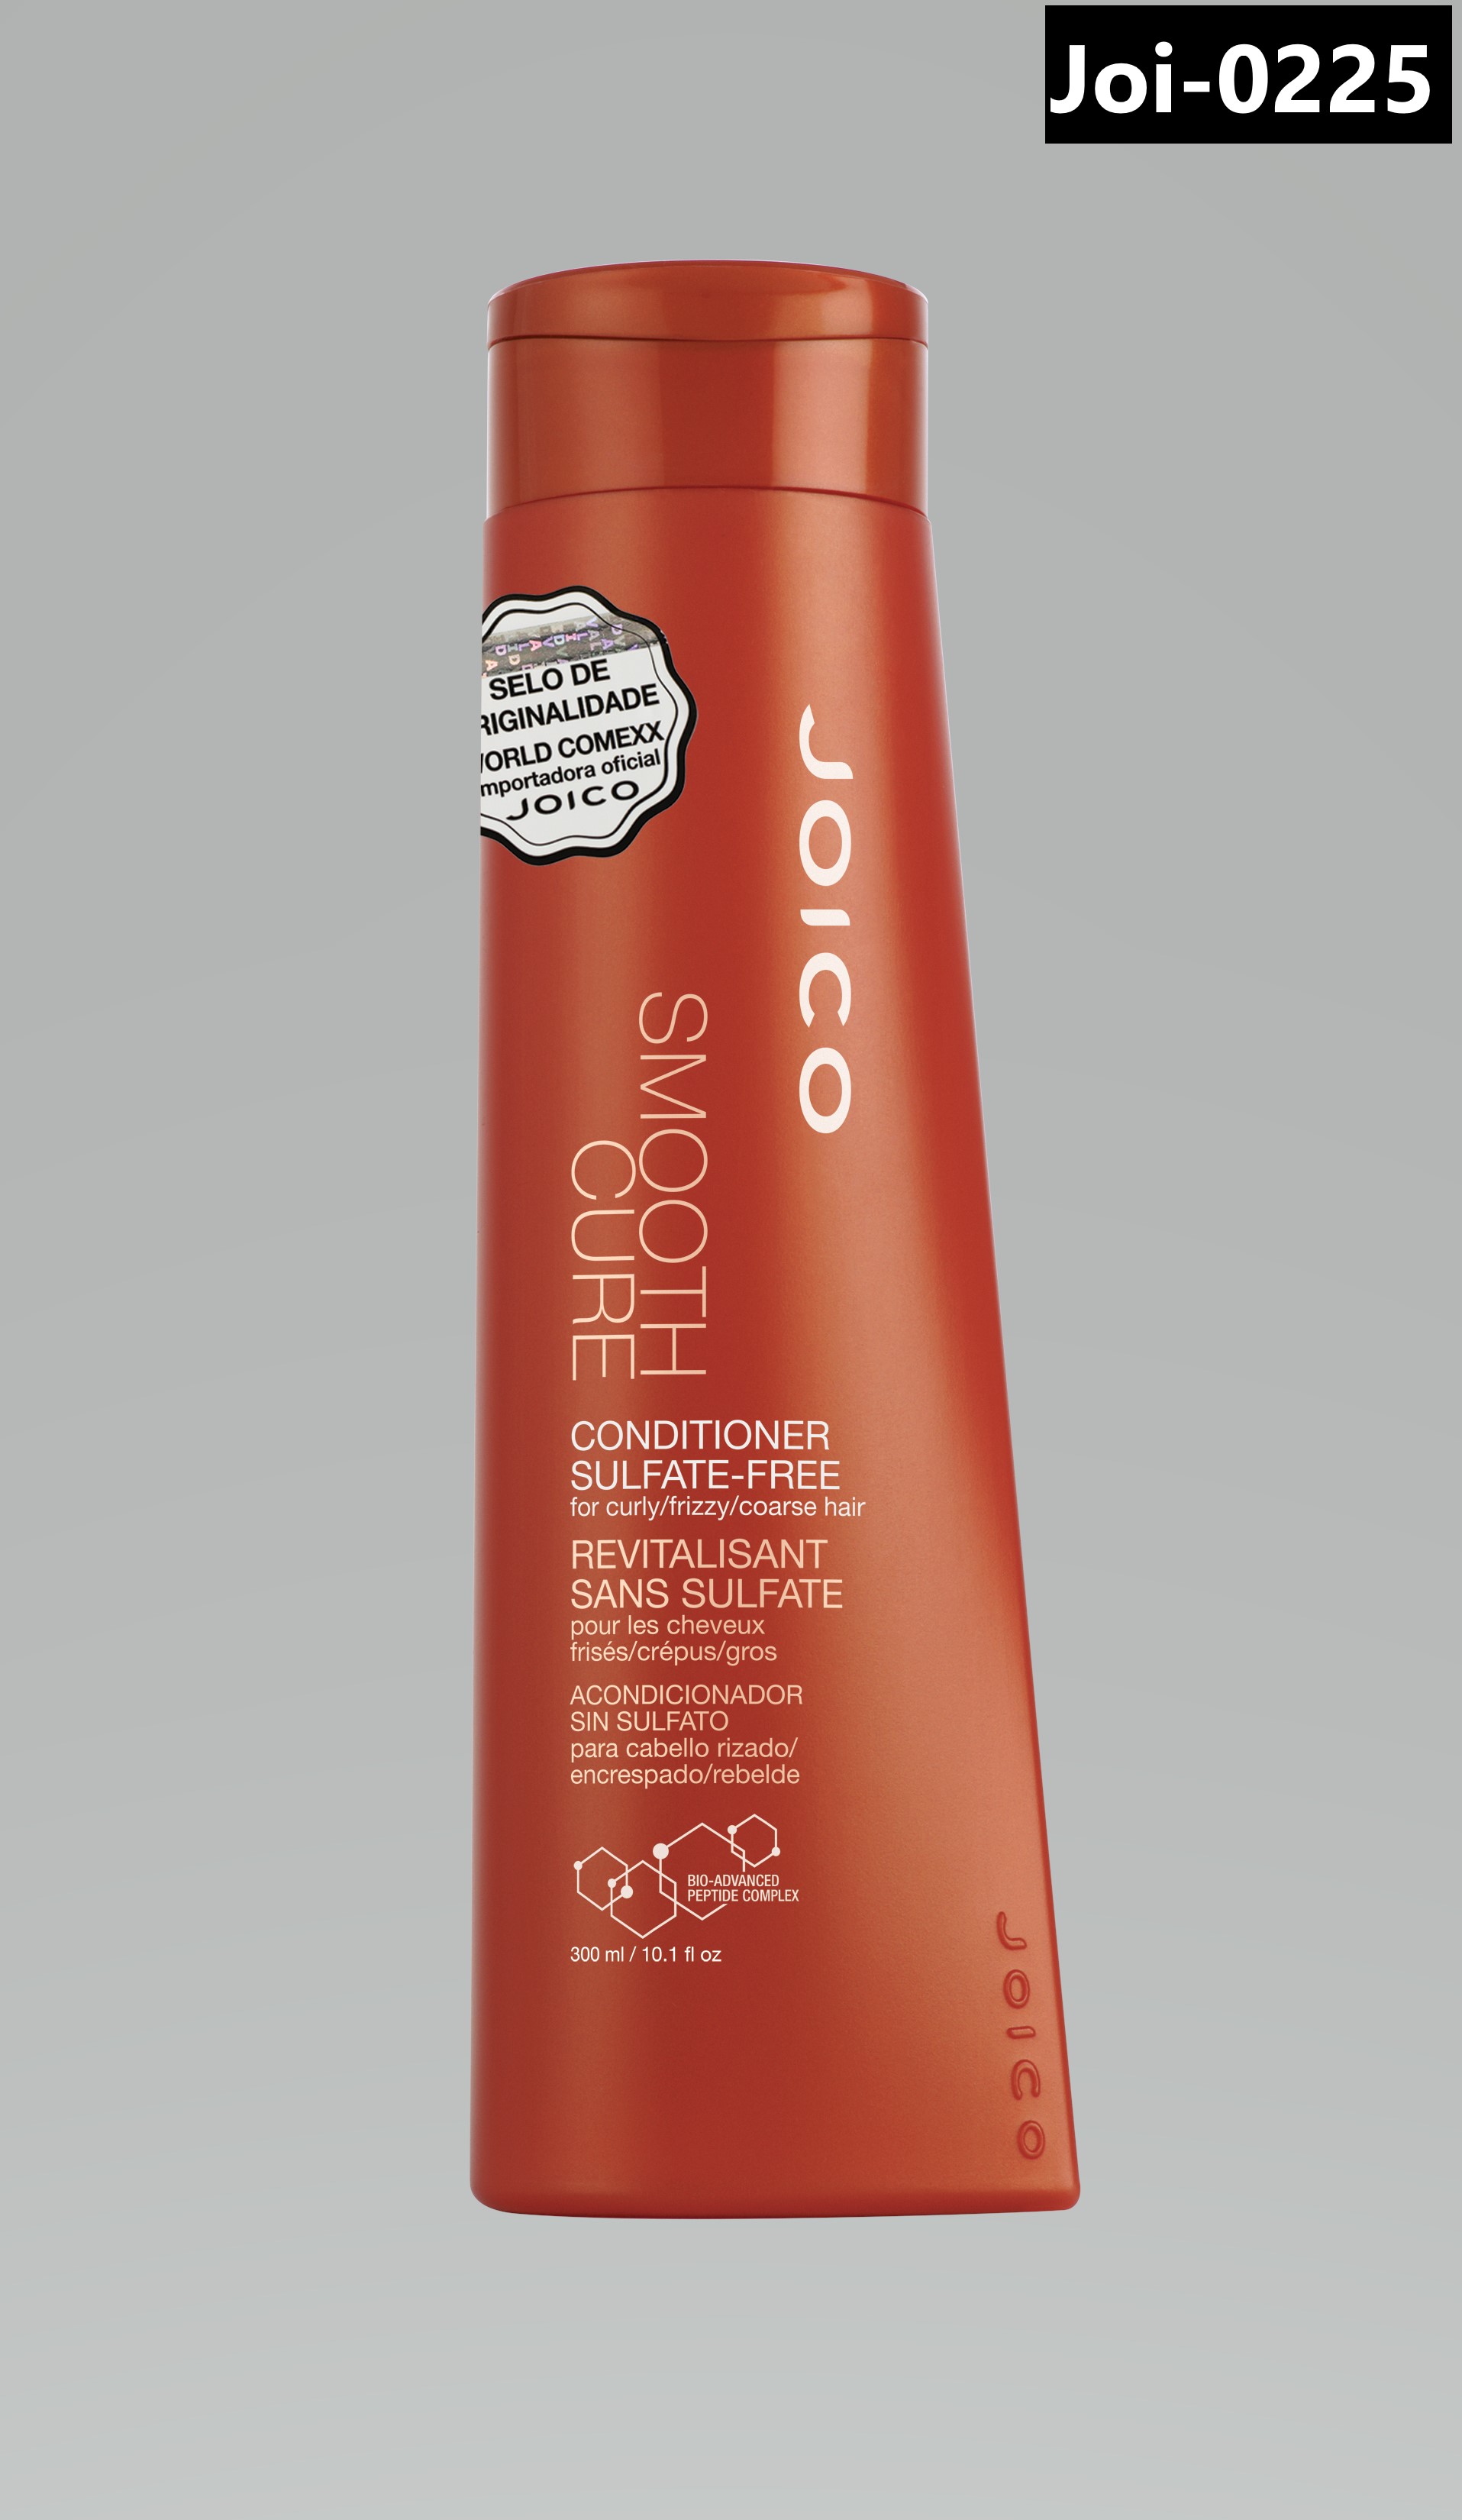 Joi-0225
SELO DE
RIGINALIDADE
ORLD COMEXX
mportadora oficial
JOICO
JOICO
SMOOTH
CURE
CONDITIONER
SULFATE-FREE
for curly/frizzy/coarse hair
REVITALISANT
SANS SULFATE
pour les cheveux
frisés/crépus/gros
ACONDICIONADOR
SIN SULFATO
para cabello rizado/
encrespado/rebelde
BIO-ADVANCED
PEPTIDE COMPLEX
300 ml / 10.1 fl oz
JOICO